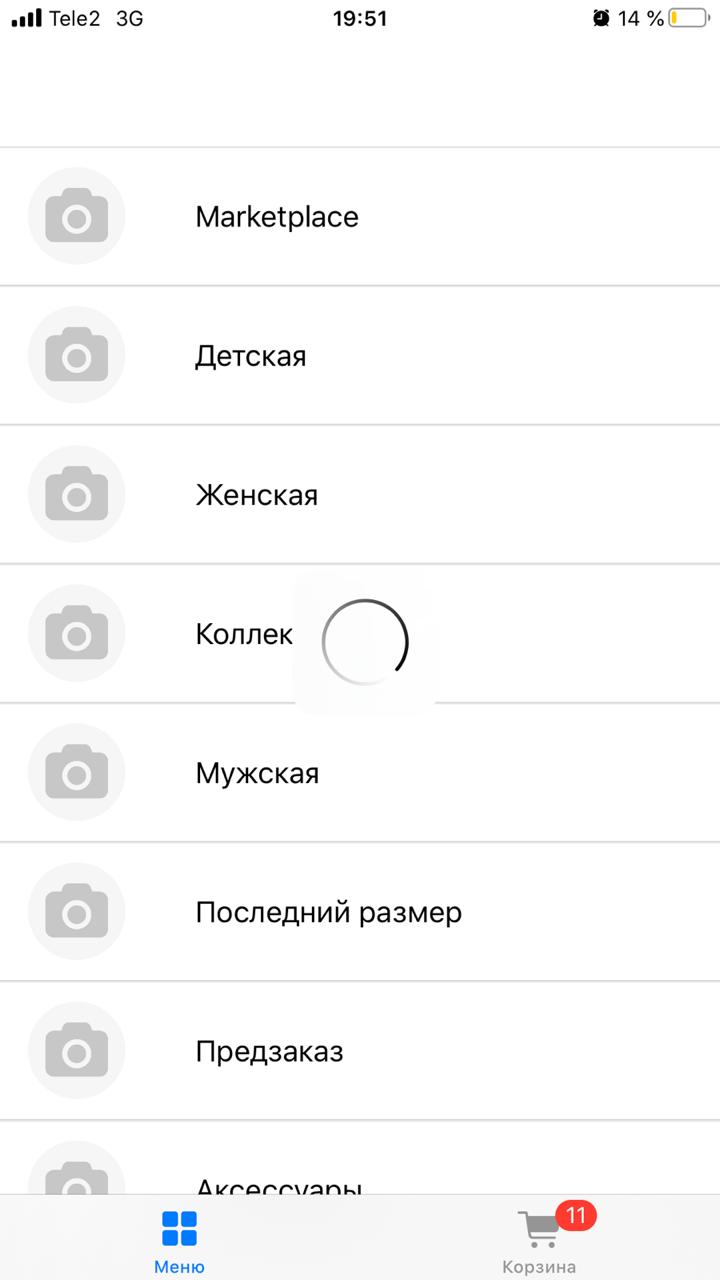 Tele2 3G 19:51 14 %
Marketplace
Детская
Женская
Коллек
Мужская
Последний размер
Предзаказ
Аксессуары
11
Меню Корзина